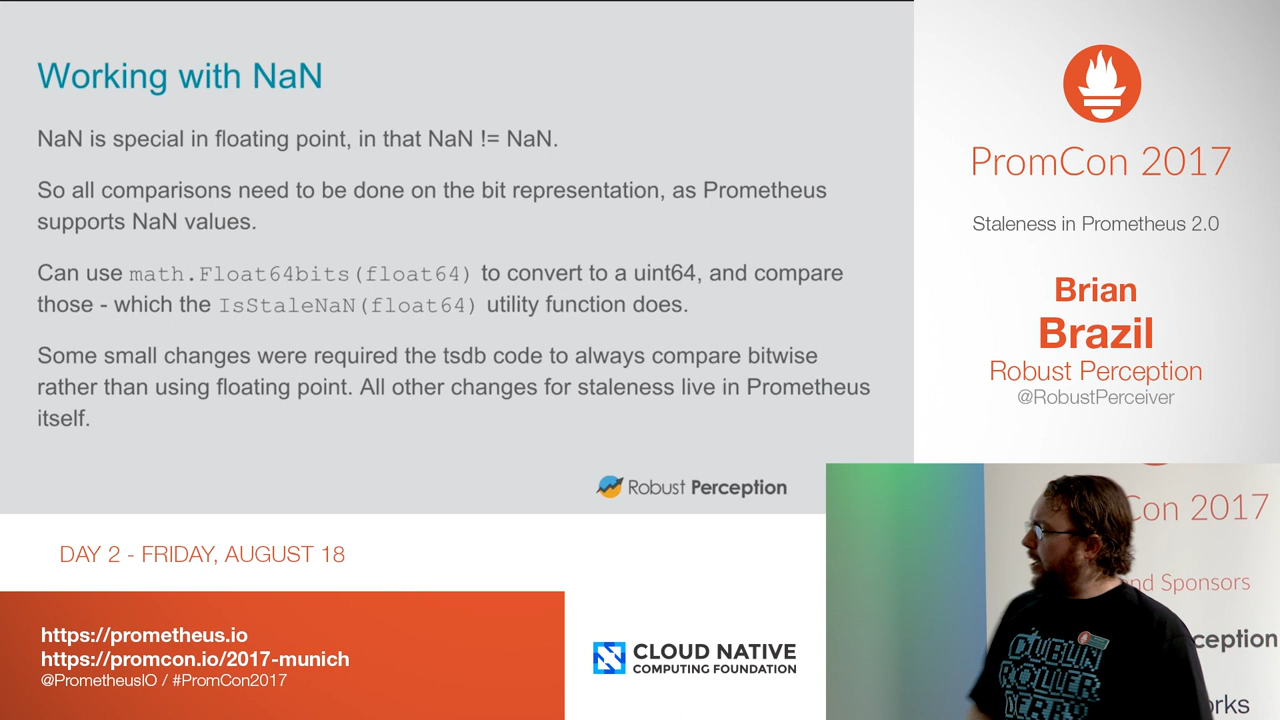 Working with NaN
NaN is special in floating point, in that NaN != NaN.
So all comparisons need to be done on the bit representation, as Prometheus
supports NaN values.
Can use math.Float64bits(float64) to convert to a uint64, and compare
those - which the IsStaleNaN(float64) utility function does.
Some small changes were required the tsdb code to always compare bitwise
rather than using floating point. All other changes for staleness live in Prometheus
itself.
Robust Perception
PromCon 2017
Staleness in Prometheus 2.0
Brian
Brazil
Robust Perception
@RobustPerceiver
DAY 2 - FRIDAY, AUGUST 18
https://prometheus.io
https://promcon.io/2017-munich
@PrometheusIO / #PromCon2017
CLOUD NATIVE
COMPUTING FOUNDATION
Con 2017
nd Sponsors
ception
orks
DUBLIN
ROLLER
DERBY